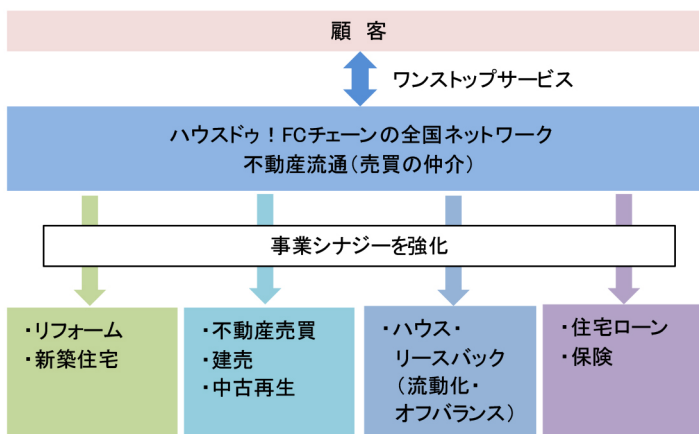 顧 客
ワンストップサービス
ハウスドゥ！FCチェーンの全国ネットワーク
不動産流通(売買の仲介)
事業シナジーを強化
・リフォーム
・新築住宅
・不動産売買
・建売
・中古再生
・ハウス・
リースバック
(流動化・
オフバランス)
・住宅ローン
・保険